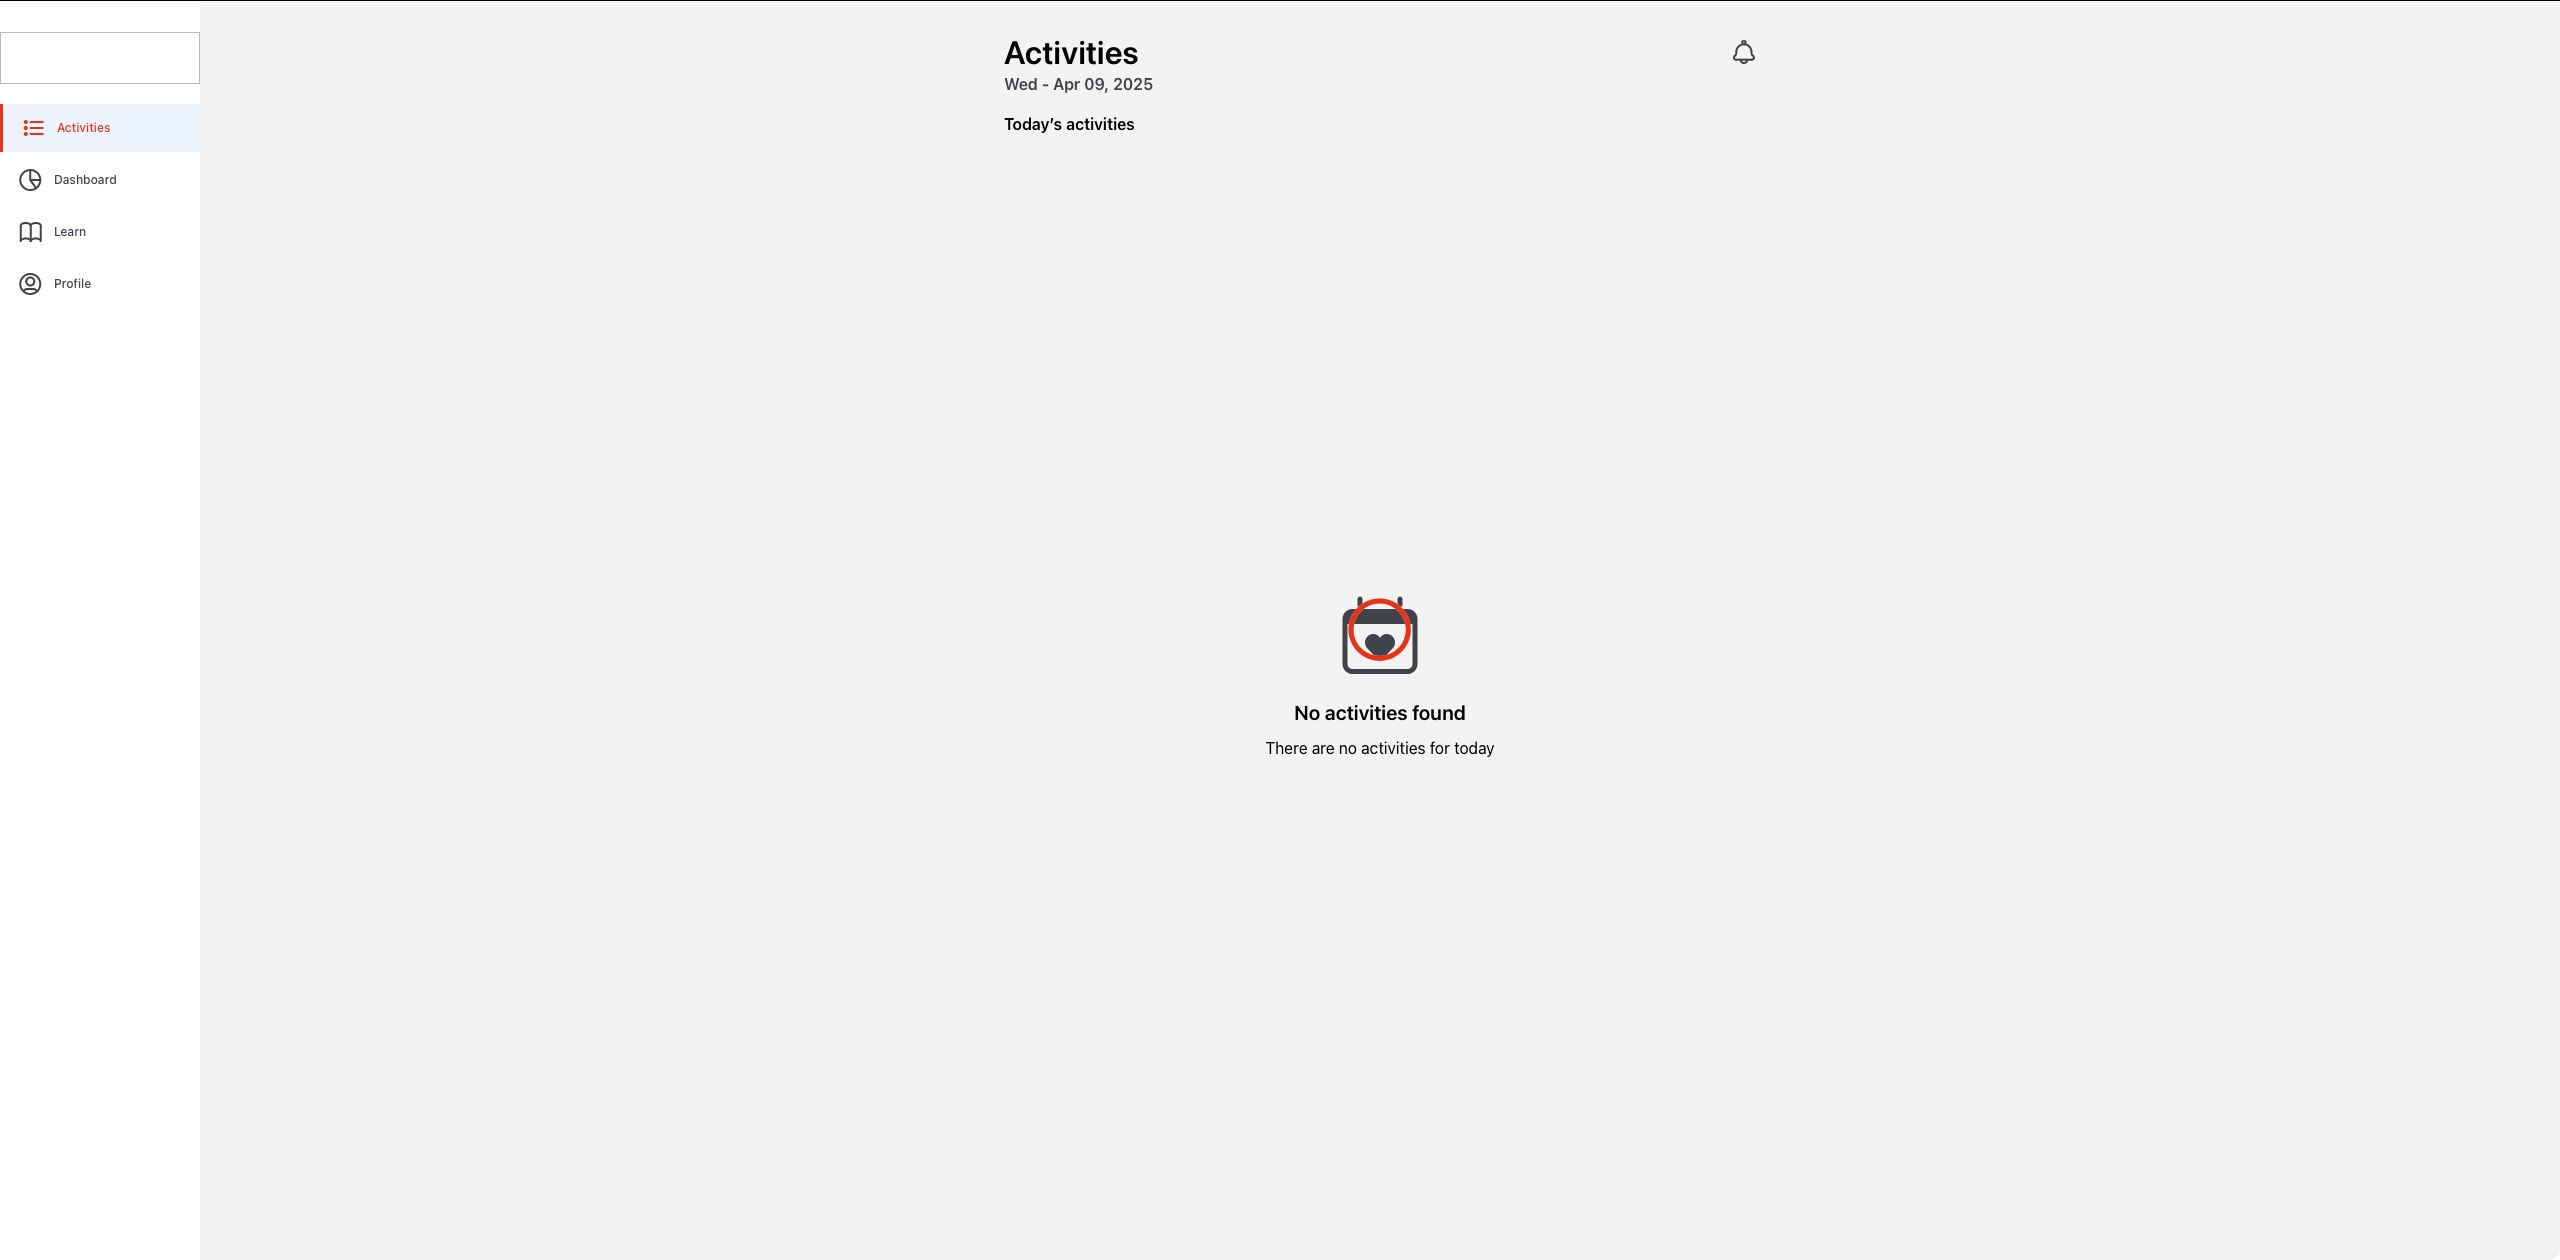 Activities
Dashboard
Learn
Profile
Activities
Wed - Apr 09, 2025
Today’s activities
No activities found
There are no activities for today